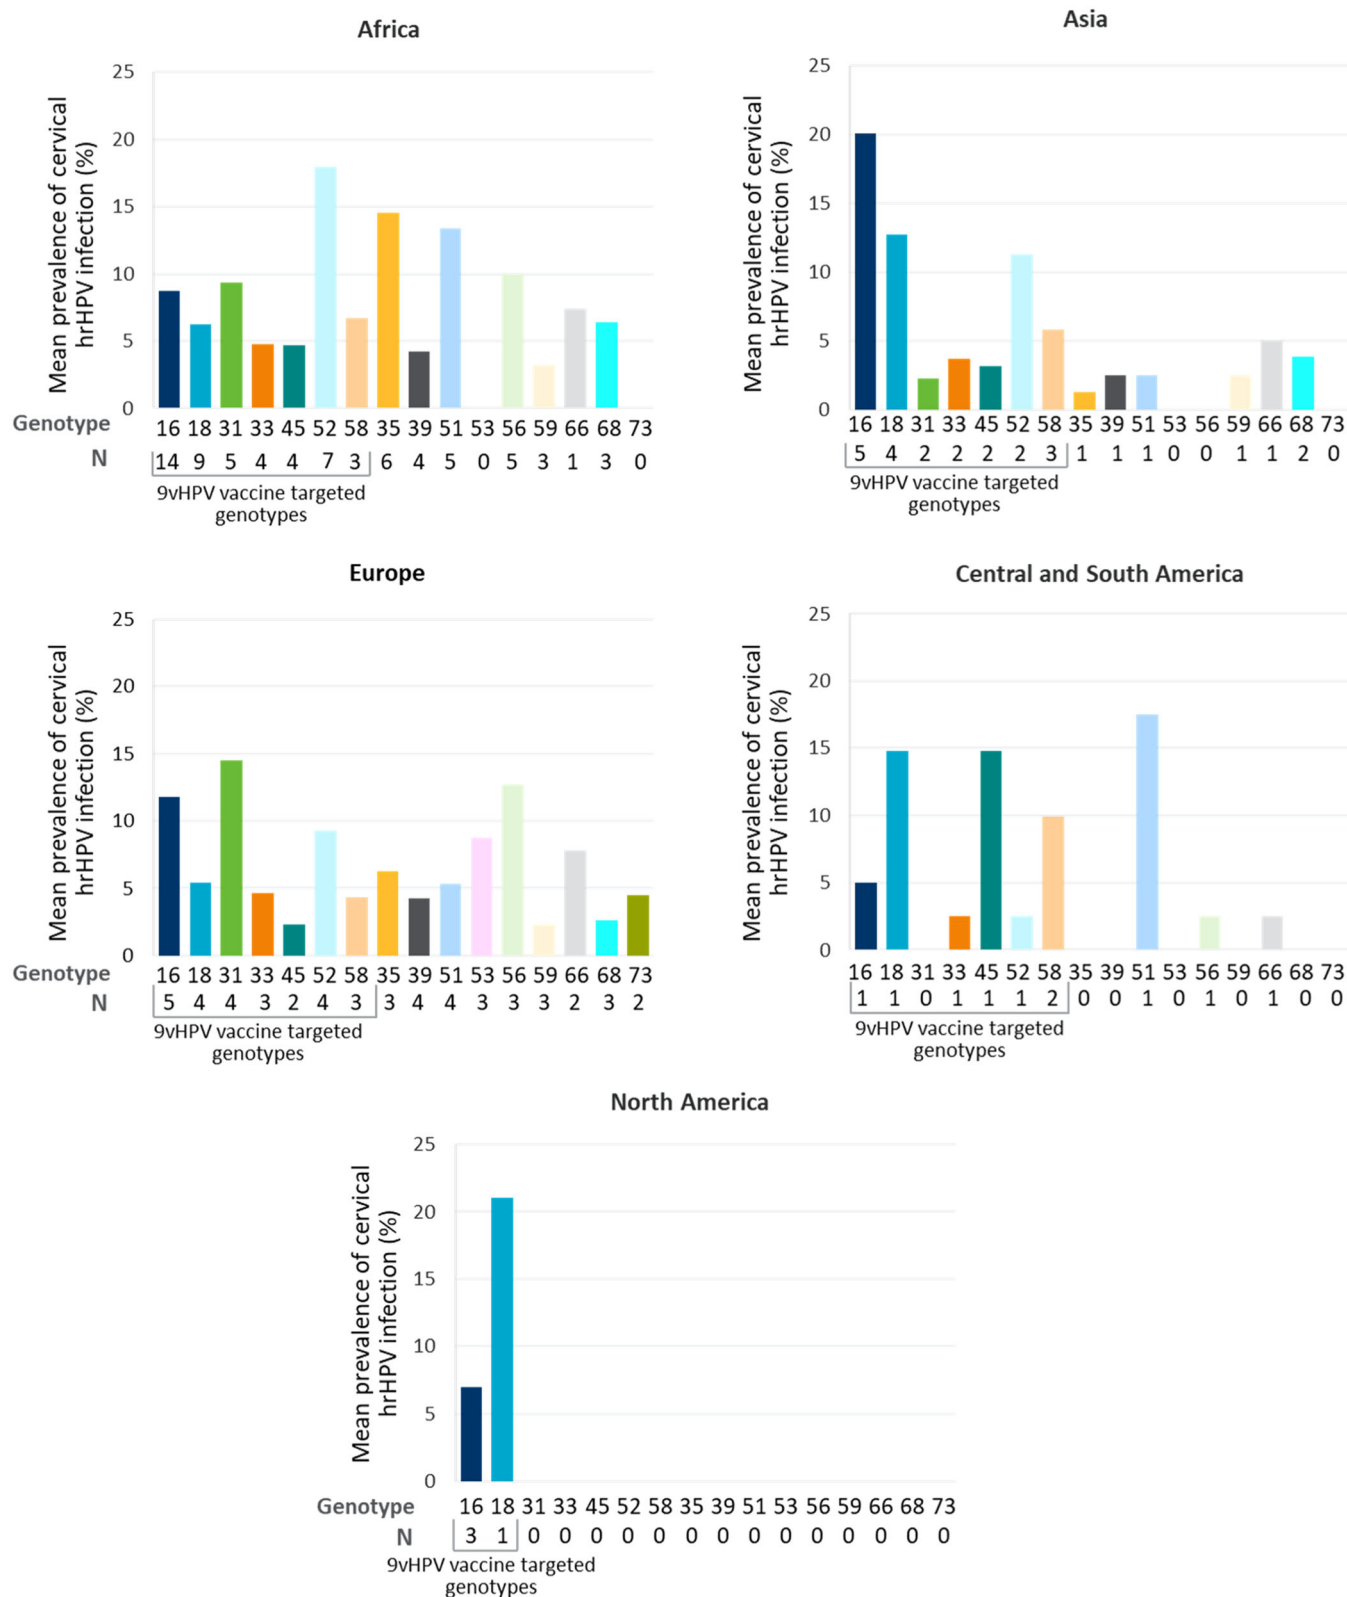 Africa
Mean prevalence of cervical
hrHPV infection (%)
25
20
15
10
5
0
Genotype 16 18 31 33 45 52 58 35 39 51 53 56 59 66 68 73
N 14 9 5 4 4 7 3 6 4 5 0 5 3 1 3 0
9vHPV vaccine targeted
genotypes
Asia
Mean prevalence of cervical
hrHPV infection (%)
25
20
15
10
5
0
16 18 31 33 45 52 58 35 39 51 53 56 59 66 68 73
5 4 2 2 2 2 3 1 1 1 0 0 1 1 2 0
9vHPV vaccine targeted
genotypes
Europe
Mean prevalence of cervical
hrHPV infection (%)
25
20
15
10
5
0
Genotype 16 18 31 33 45 52 58 35 39 51 53 56 59 66 68 73
N 5 4 4 3 2 4 3 3 4 4 3 3 3 2 3 2
9vHPV vaccine targeted
genotypes
Central and South America
Mean prevalence of cervical
hrHPV infection (%)
25
20
15
10
5
0
16 18 31 33 45 52 58 35 39 51 53 56 59 66 68 73
1 1 0 1 1 1 2 0 0 1 0 1 0 1 0 0
9vHPV vaccine targeted
genotypes
North America
Mean prevalence of cervical
hrHPV infection (%)
25
20
15
10
5
0
Genotype 16 18 31 33 45 52 58 35 39 51 53 56 59 66 68 73
N 3 1 0 0 0 0 0 0 0 0 0 0 0 0 0 0
9vHPV vaccine targeted
genotypes